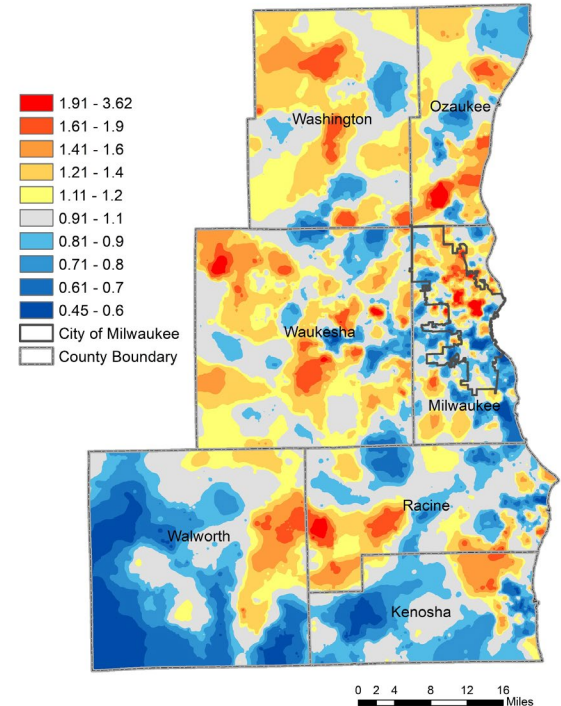 1.91 - 3.62
1.61 - 1.9
1.41 - 1.6
1.21 - 1.4
1.11 - 1.2
0.91 - 1.1
0.81 - 0.9
0.71 - 0.8
0.61 - 0.7
0.45 - 0.6
City of Milwaukee
County Boundary
Ozaukee
Washington
Waukesha
Milwaukee
Racine
Walworth
Kenosha
0 2 4 8 12 16
Miles